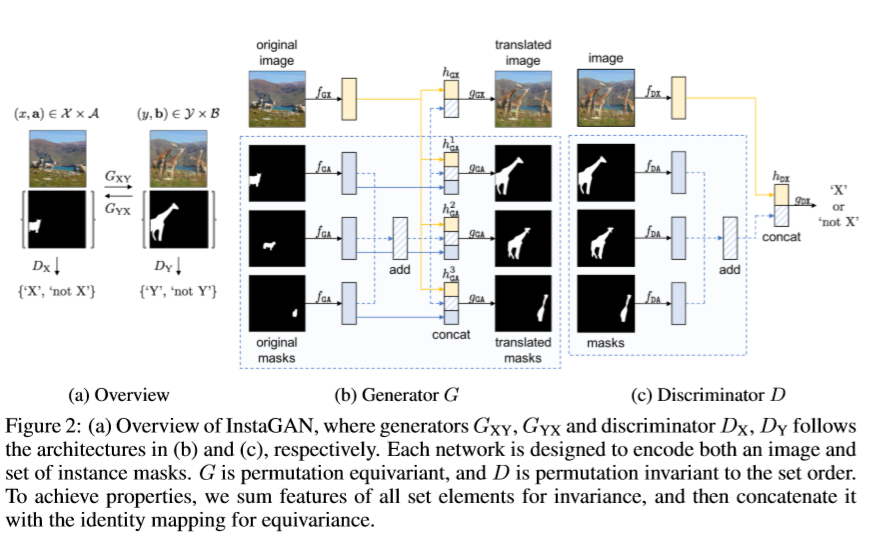 original
image
translated
image
image
(x, a) ∈ 𝒳 × 𝒜
(y, b) ∈ 𝒴 × ℬ
G_XY
G_YX
D_X
D_Y
{‘X’, ‘not X’}
{‘Y’, ‘not Y’}
f_GX
h_GX
g_GX
f_GA
h¹_GA
g_GA
f_GA
h²_GA
g_GA
add
f_GA
h³_GA
g_GA
concat
original
masks
translated
masks
f_DX
f_DA
f_DA
f_DA
add
masks
h_DX
g_DX
concat
‘X’
or
‘not X’
(a) Overview
(b) Generator G
(c) Discriminator D
Figure 2: (a) Overview of InstaGAN, where generators G_XY, G_YX and discriminator D_X, D_Y follows
the architectures in (b) and (c), respectively. Each network is designed to encode both an image and
set of instance masks. G is permutation equivariant, and D is permutation invariant to the set order.
To achieve properties, we sum features of all set elements for invariance, and then concatenate it
with the identity mapping for equivariance.